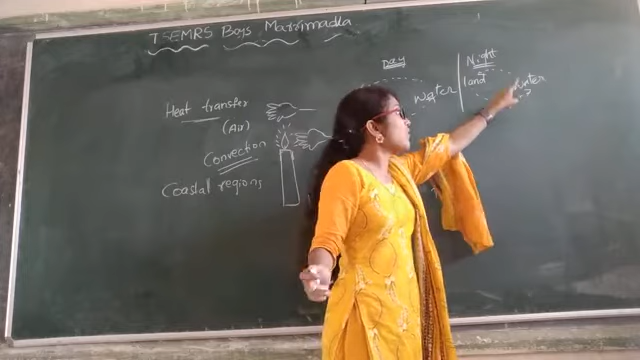 TSEMRS Boys Marrimadla
Heat transfer
(Air)
Convection
Coastal regions
Day
water
Night
land water